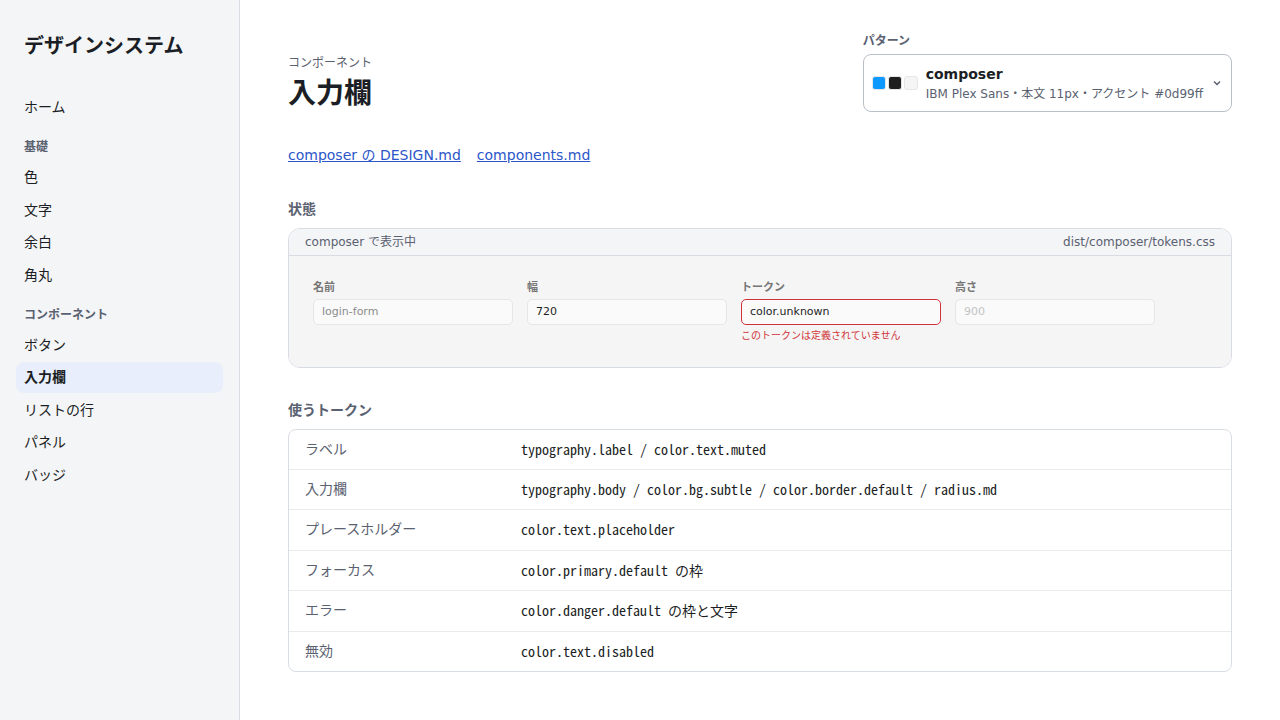 デザインシステム
ホーム
基礎
色
文字
余白
角丸
コンポーネント
ボタン
入力欄
リストの行
パネル
バッジ
コンポーネント
入力欄
パターン
composer
IBM Plex Sans・本文 11px・アクセント #0d99ff
composer の DESIGN.md components.md
状態
composer で表示中 dist/composer/tokens.css
名前 幅 トークン 高さ
login-form 720 color.unknown 900
このトークンは定義されていません
使うトークン
ラベル typography.label / color.text.muted
入力欄 typography.body / color.bg.subtle / color.border.default / radius.md
プレースホルダー color.text.placeholder
フォーカス color.primary.default の枠
エラー color.danger.default の枠と文字
無効 color.text.disabled